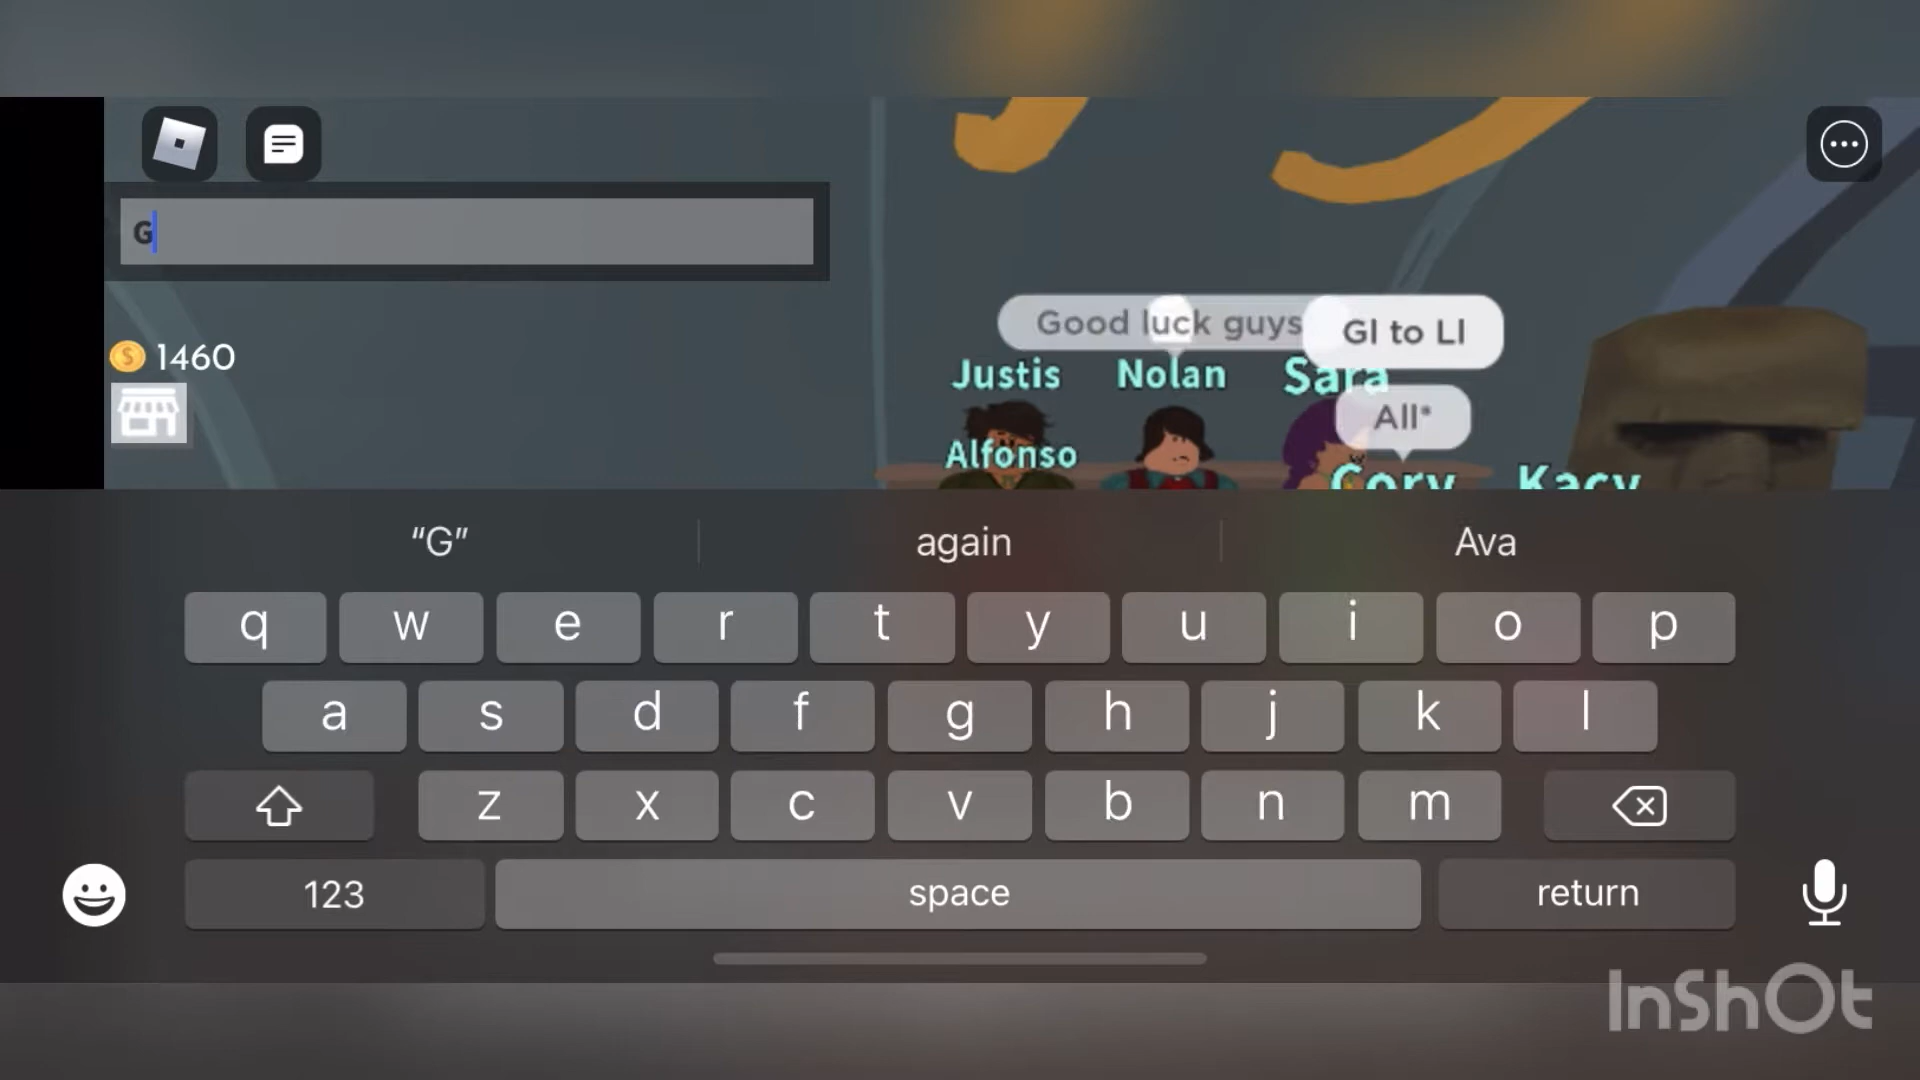 G
1460
Good luck guys
Gl to Ll
Justis Nolan Sara
All*
Alfonso
Cory Kacy
“G” again Ava
q w e r t y u i o p
a s d f g h j k l
z x c v b n m
123 space return
InShOt